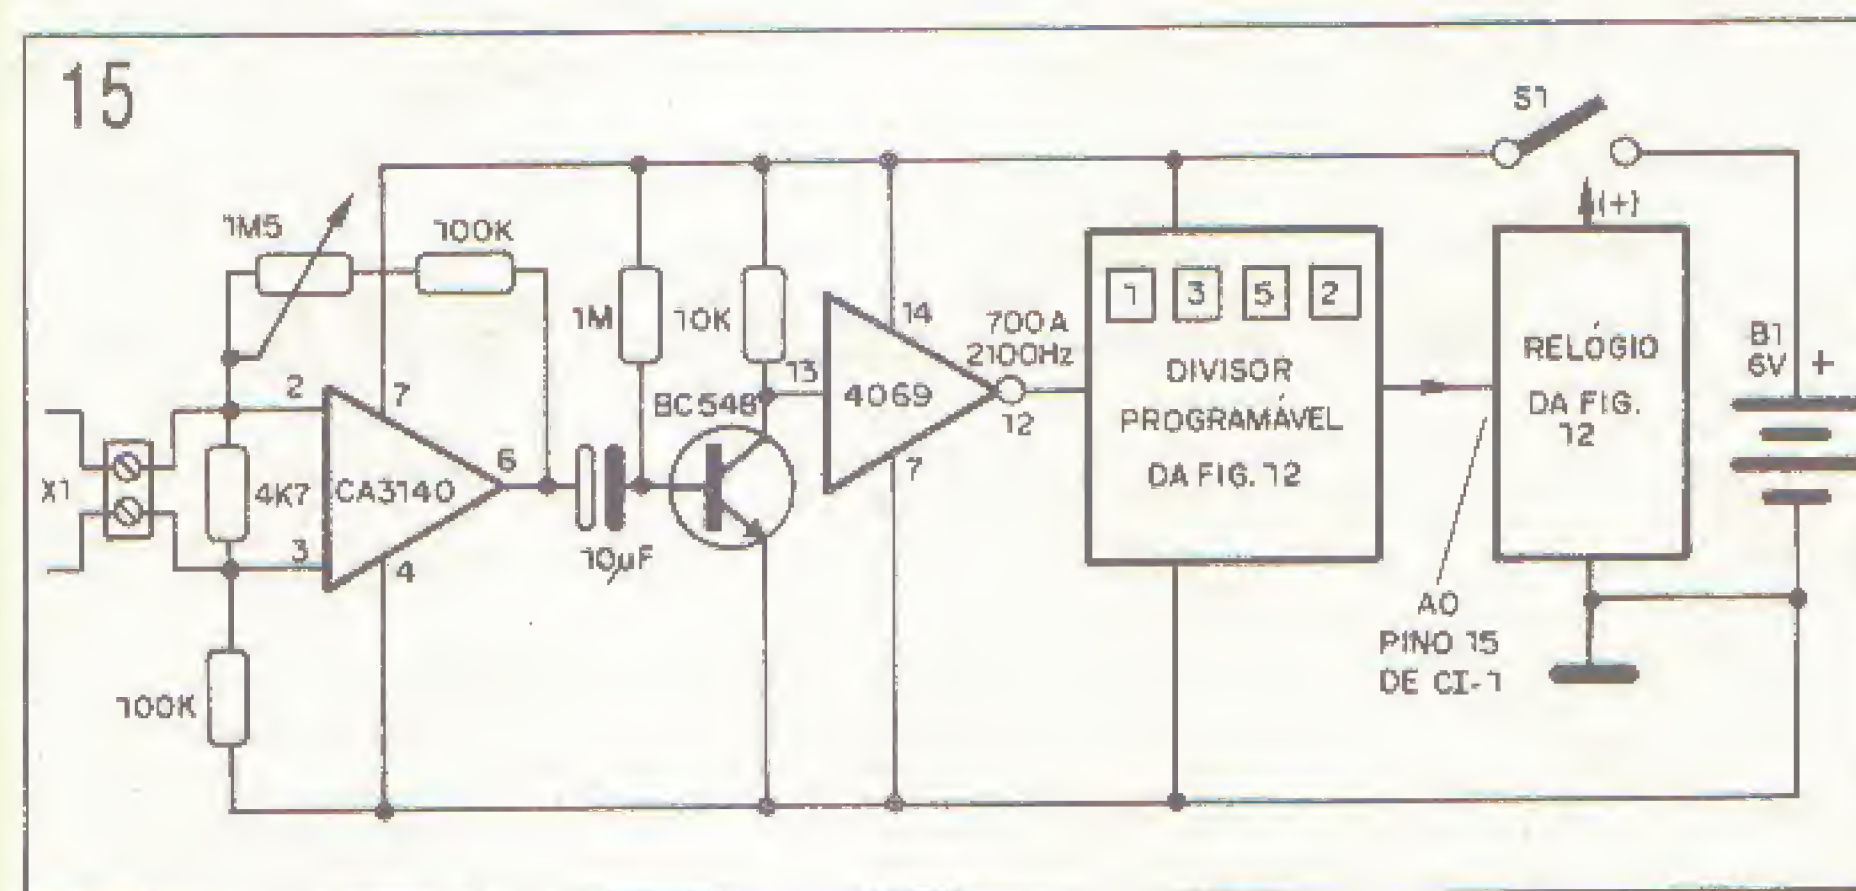 15
S1
1M5
100K
(+)
1M
10K
14
700 A
2100Hz
1 3 5 2
RELÓGIO
DA FIG.
12
B1
6V +
13
BC548
4069
12
DIVISOR
PROGRAMÁVEL
DA FIG. 12
2
7
6
7
X1
4K7
CA3140
3
4
10µF
AO
PINO 15
DE CI-1
100K